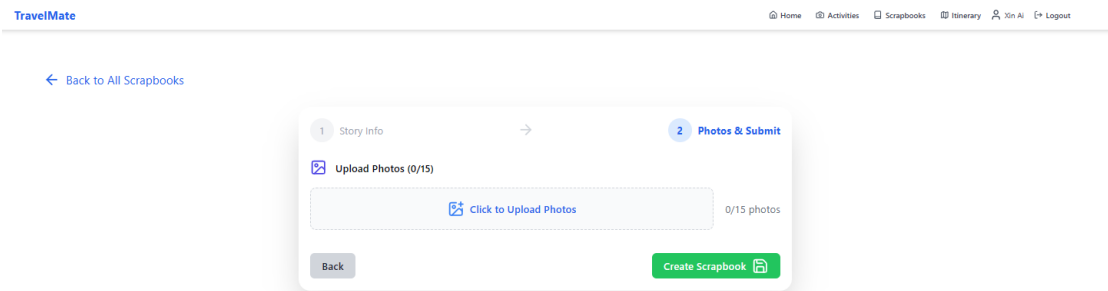 TravelMate
Home Activities Scrapbooks Itinerary Xin Ai Logout
Back to All Scrapbooks
1 Story Info 2 Photos & Submit
Upload Photos (0/15)
Click to Upload Photos 0/15 photos
Back Create Scrapbook